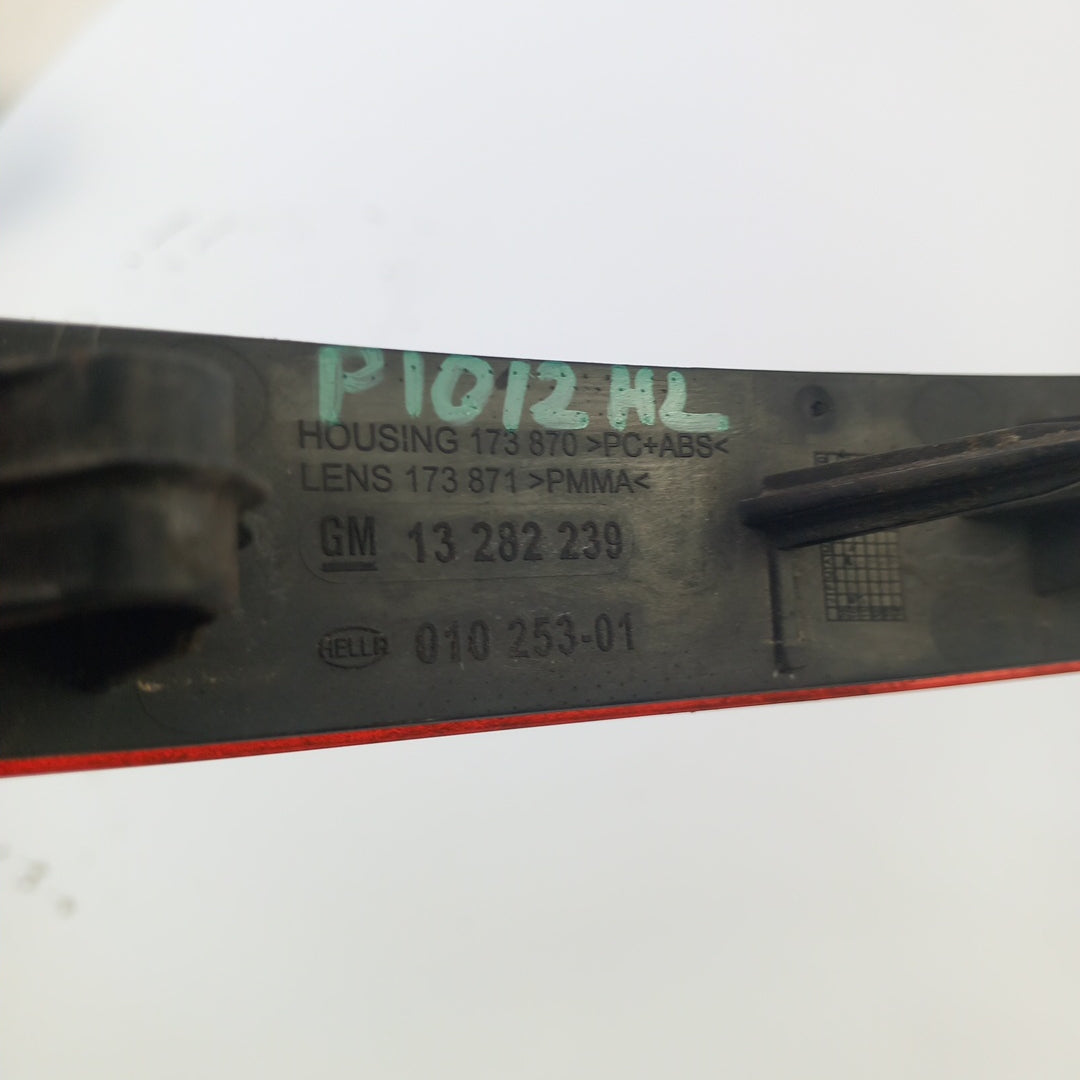 P1012 HL
HOUSING 173 870 >PC+ABS<
LENS 173 871 >PMMA<
GM 13 282 239
HELLA 010 253-01